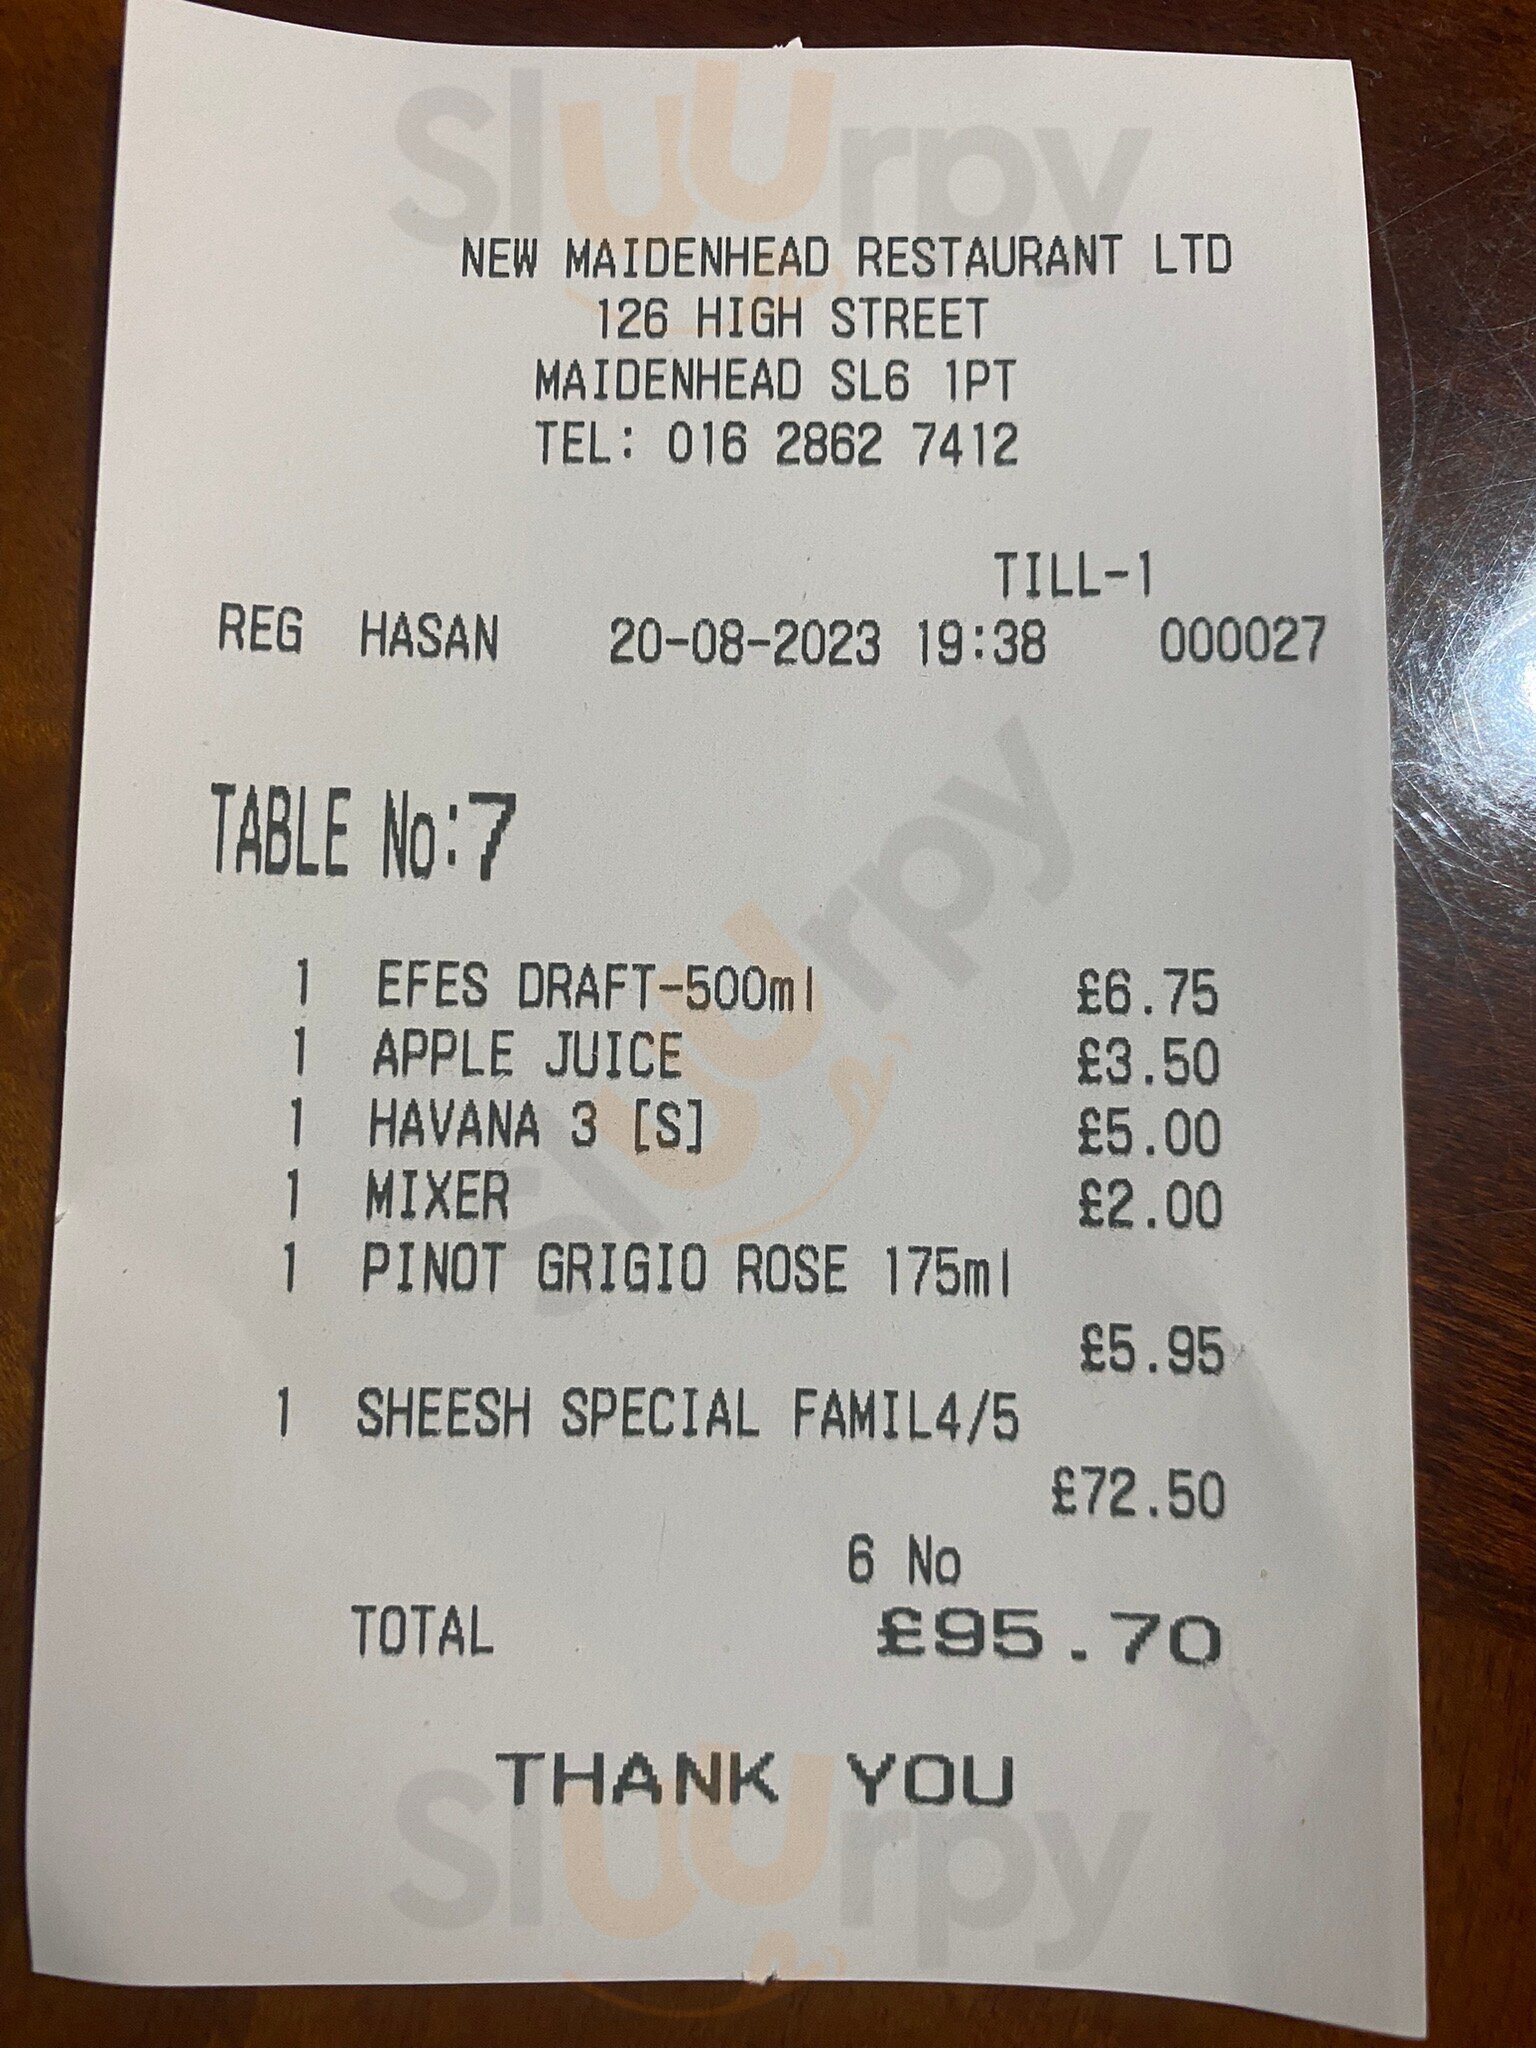 Sluurpy
NEW MAIDENHEAD RESTAURANT LTD
126 HIGH STREET
MAIDENHEAD SL6 1PT
TEL: 016 2862 7412
TILL-1
REG HASAN 20-08-2023 19:38 000027
TABLE No:7
1 EFES DRAFT-500ml £6.75
1 APPLE JUICE £3.50
1 HAVANA 3 [S] £5.00
1 MIXER £2.00
1 PINOT GRIGIO ROSE 175ml
£5.95
1 SHEESH SPECIAL FAMIL4/5
£72.50
6 No
TOTAL £95.70
THANK YOU
Sluurpy
Sluurpy